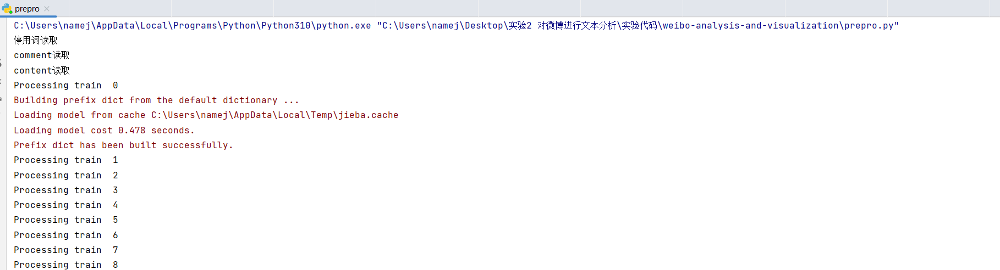 prepro
C:\Users\namej\AppData\Local\Programs\Python\Python310\python.exe "C:\Users\namej\Desktop\实验2 对微博进行文本分析\实验代码\weibo-analysis-and-visualization\prepro.py"
停用词读取
comment读取
content读取
Processing train  0
Building prefix dict from the default dictionary ...
Loading model from cache C:\Users\namej\AppData\Local\Temp\jieba.cache
Loading model cost 0.478 seconds.
Prefix dict has been built successfully.
Processing train  1
Processing train  2
Processing train  3
Processing train  4
Processing train  5
Processing train  6
Processing train  7
Processing train  8